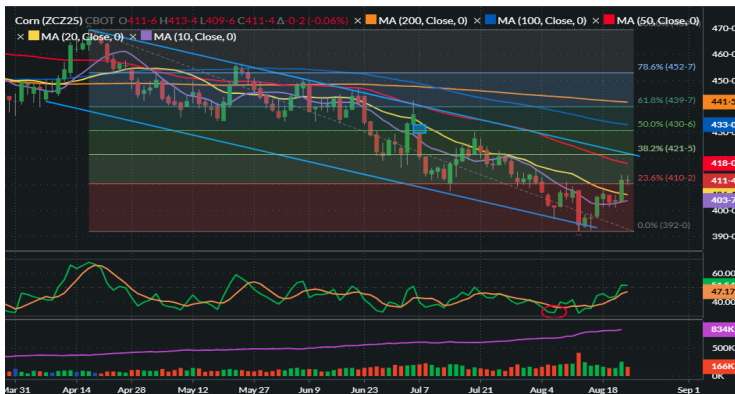 Corn (ZCZ25) CBOT O411-6 H413-4 L409-6 C411-4 Δ-0-2 (-0.06%) × MA (200, Close, 0) × MA (100, Close, 0) × MA (50, Close, 0)
× MA (20, Close, 0) × MA (10, Close, 0)
470-
78.6% (452-7)
460-
450-
441-5
61.8% (439-7)
433-0
50.0% (430-6)
38.2% (421-5)
420-
418-0
23.6% (410-2)
411-4
403-7
400-
0.0% (392-0)
390-
60.00
47.17
40.00
834K
500K
166K
0K
Mar 31 Apr 14 Apr 28 May 12 May 27 Jun 9 Jun 23 Jul 7 Jul 21 Aug 4 Aug 18 Sep 1